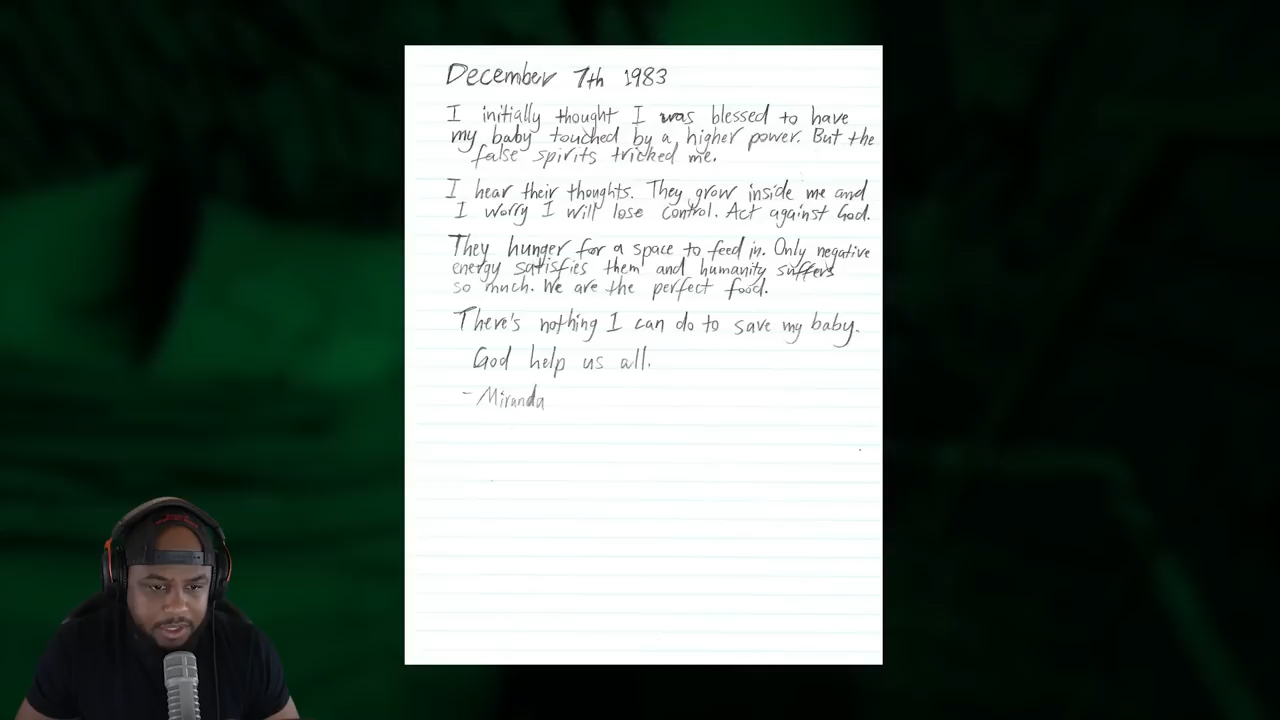 December 7th 1983
I initially thought I was blessed to have
my baby touched by a higher power. But the
false spirits tricked me.
I hear their thoughts. They grow inside me and
I worry I will lose control. Act against God.
They hunger for a space to feed in. Only negative
energy satisfies them and humanity suffers
so much. We are the perfect food.
There's nothing I can do to save my baby.
God help us all.
- Miranda